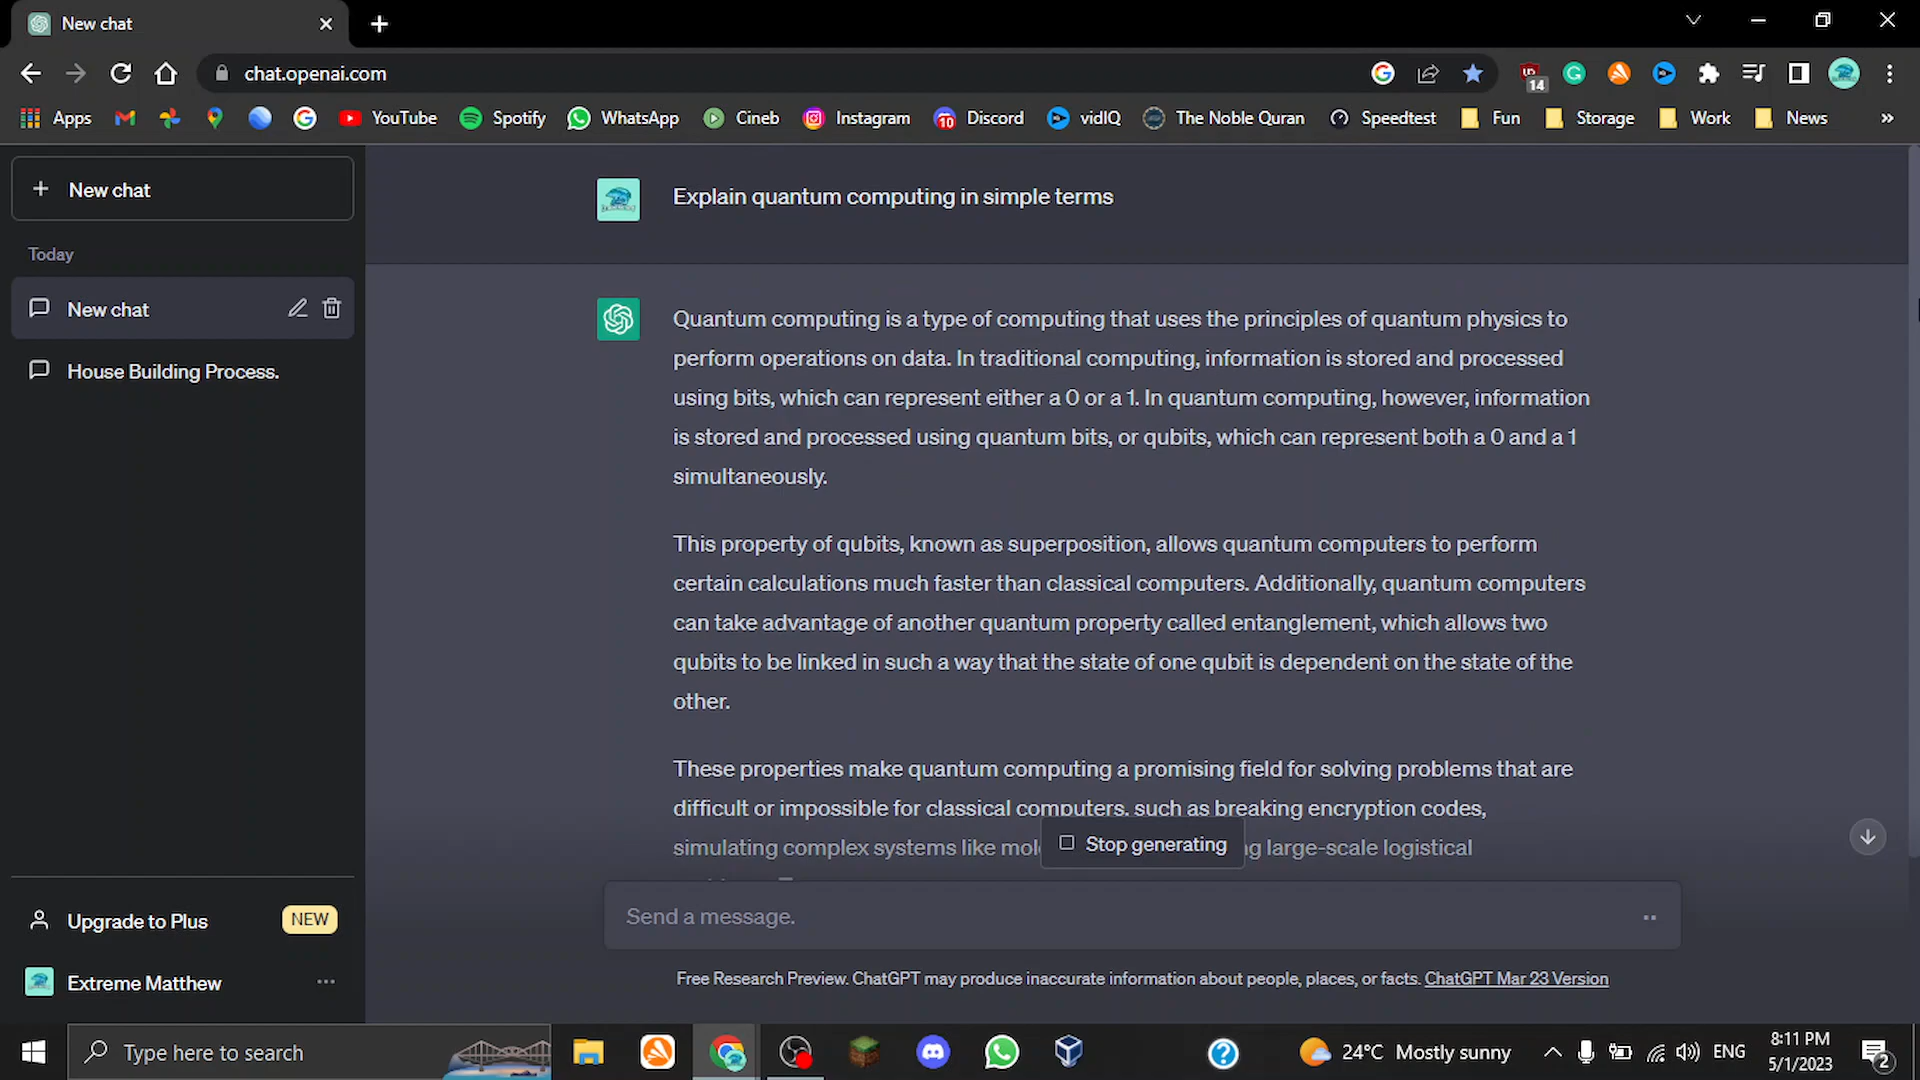 New chat
chat.openai.com
14
Apps
YouTube
Spotify
WhatsApp
Cineb
Instagram
10
Discord
vidIQ
The Noble Quran
Speedtest
Fun
Storage
Work
News
New chat
Today
New chat
House Building Process.
Explain quantum computing in simple terms
Quantum computing is a type of computing that uses the principles of quantum physics to
perform operations on data. In traditional computing, information is stored and processed
using bits, which can represent either a 0 or a 1. In quantum computing, however, information
is stored and processed using quantum bits, or qubits, which can represent both a 0 and a 1
simultaneously.
This property of qubits, known as superposition, allows quantum computers to perform
certain calculations much faster than classical computers. Additionally, quantum computers
can take advantage of another quantum property called entanglement, which allows two
qubits to be linked in such a way that the state of one qubit is dependent on the state of the
other.
These properties make quantum computing a promising field for solving problems that are
difficult or impossible for classical computers, such as breaking encryption codes,
simulating complex systems like large-scale logistical
Stop generating
Send a message.
Free Research Preview. ChatGPT may produce inaccurate information about people, places, or facts. ChatGPT Mar 23 Version
Upgrade to Plus
NEW
Extreme Matthew
Type here to search
24°C Mostly sunny
ENG
8:11 PM
5/1/2023
2